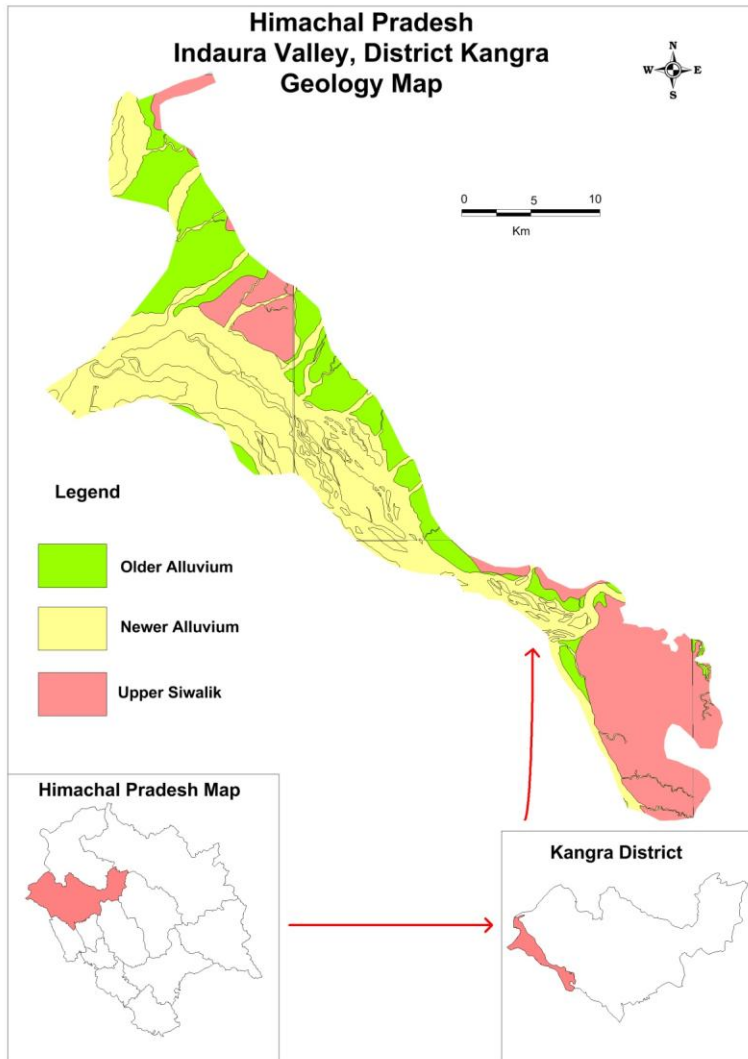 Himachal Pradesh
Indaura Valley, District Kangra
Geology Map
N
W E
S
0 5 10
Km
Legend
Older Alluvium
Newer Alluvium
Upper Siwalik
Himachal Pradesh Map
Kangra District